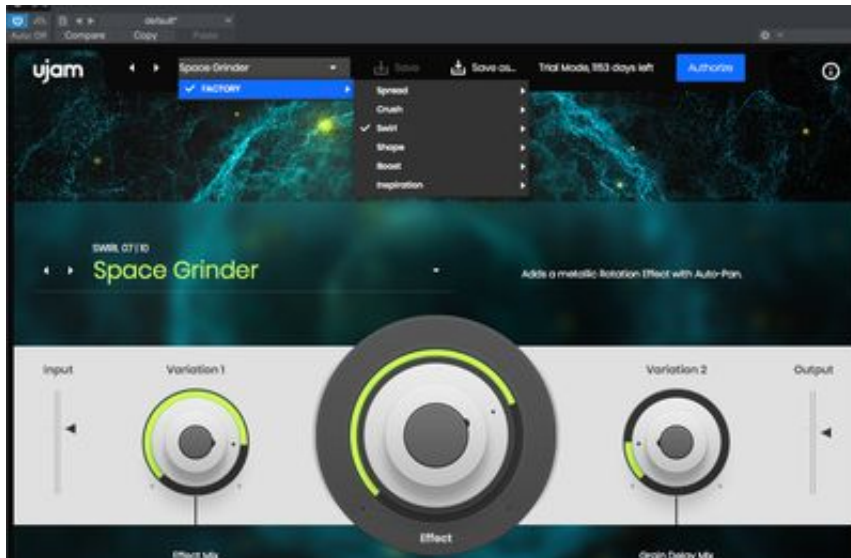 default*
Auto: Off Compare Copy Paste
ujam Space Grinder Save Save as... Trial Mode, 1153 days left Authorize
FACTORY
Spread
Crush
Swirl
Shape
Boost
Inspiration
SWIRL 07 | 10
Space Grinder
Adds a metallic Rotation Effect with Auto-Pan.
Input Variation 1 Variation 2 Output
Effect
Effect Mix Grain Delay Mix